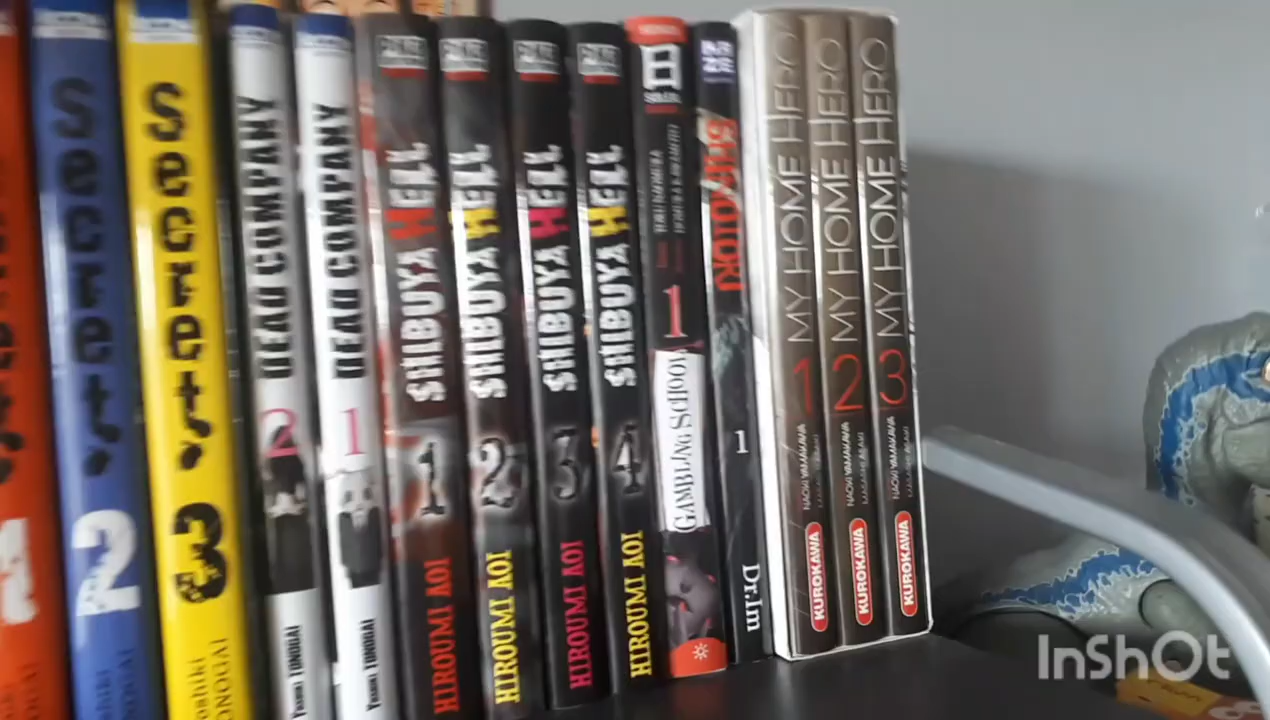 Secret, 1
Secret, 2
Secret, 3
DEAD COMPANY 2 Yoshiki TONOGAI
DEAD COMPANY 1 Yoshiki TONOGAI
SHIBUYA HELL 1 HIROUMI AOI
SHIBUYA HELL 2 HIROUMI AOI
SHIBUYA HELL 3 HIROUMI AOI
SHIBUYA HELL 4 HIROUMI AOI
1 GAMBLING SCHOOL
1 Dr.Im
MY HOME HERO 1 NAOKI YAMAKAWA KUROKAWA
MY HOME HERO 2 NAOKI YAMAKAWA KUROKAWA
MY HOME HERO 3 NAOKI YAMAKAWA KUROKAWA
InShOt